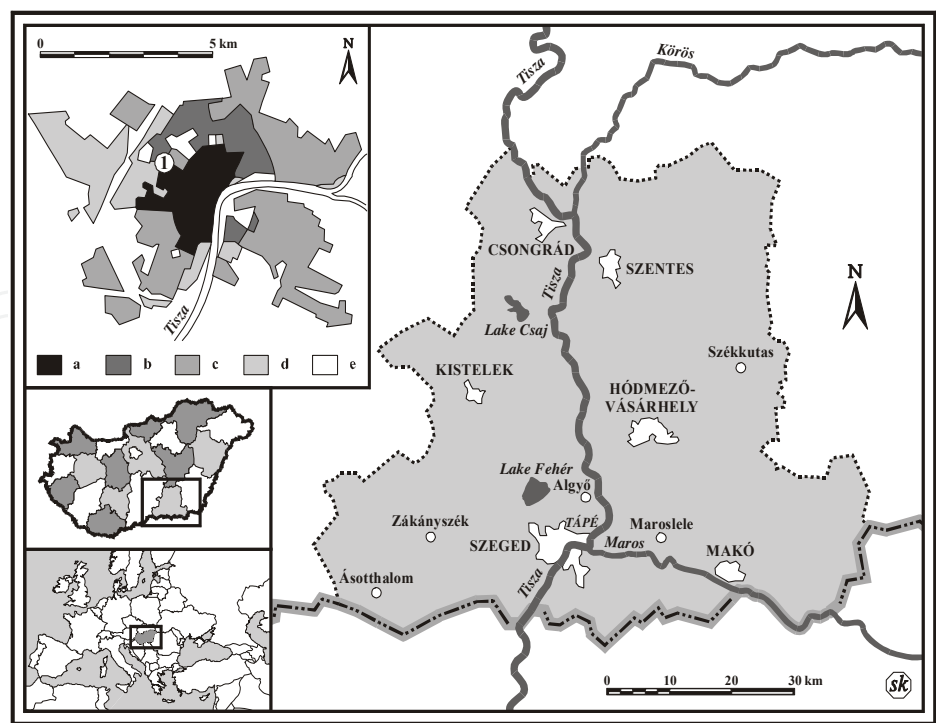 0 5 km
N
1
Tisza
a b c d e
Tisza
Körös
CSONGRÁD
SZENTES
Tisza
N
Lake Csaj
Székkutas
KISTELEK
HÓDMEZŐ-
VÁSÁRHELY
Lake Fehér
Algyő
Zákányszék
TÁPÉ
Maroslele
SZEGED
Maros
MAKÓ
Ásotthalom
Tisza
0 10 20 30 km
sk